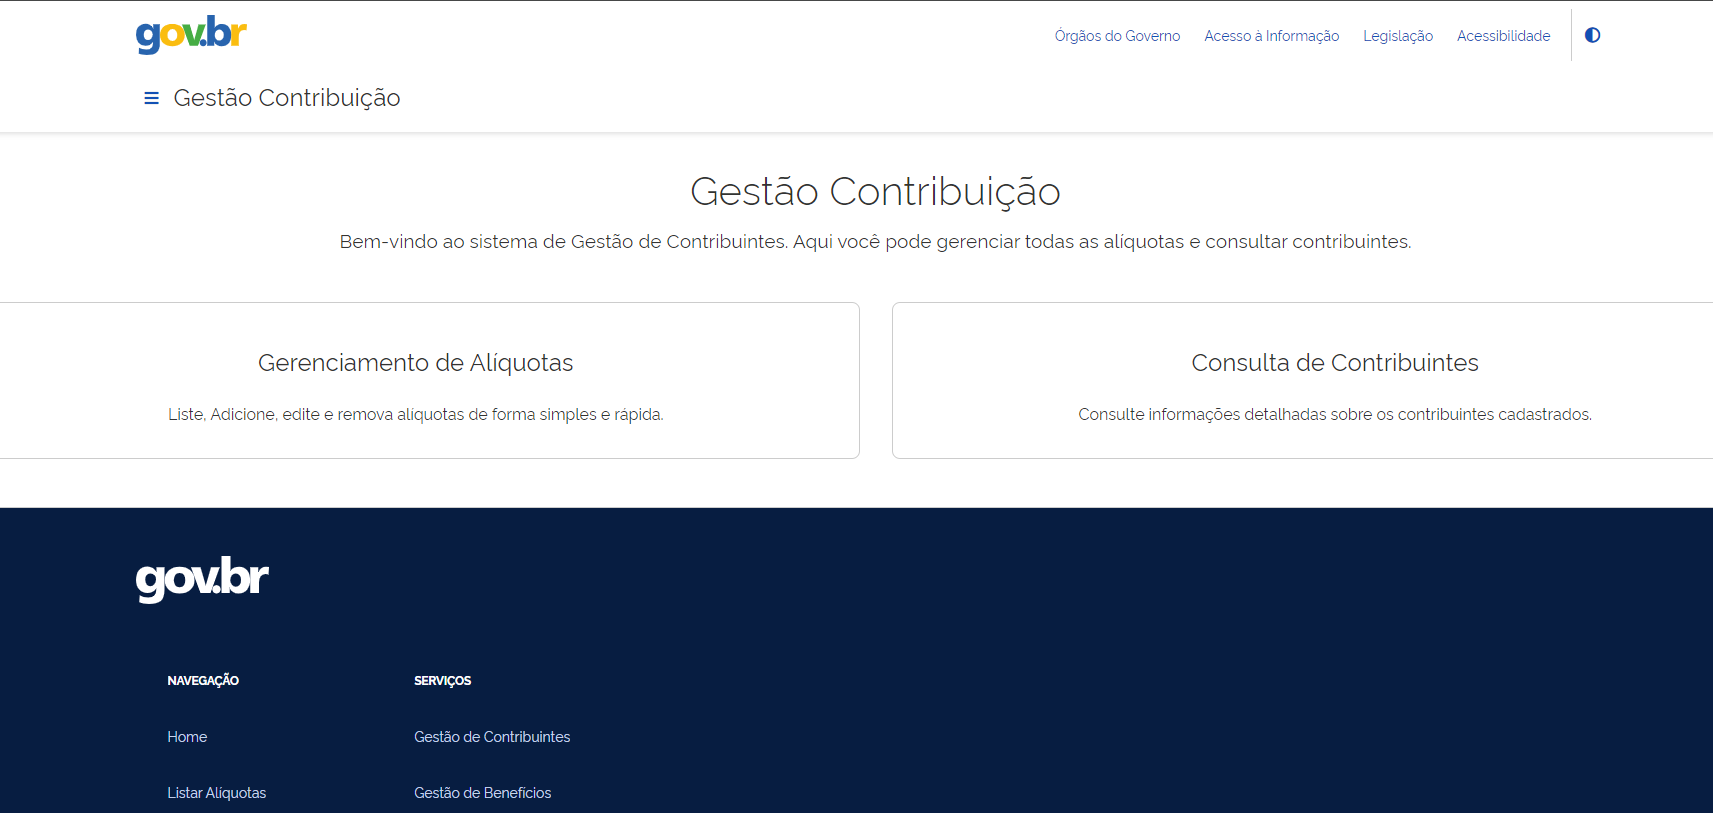 gov.br
Órgãos do Governo Acesso à Informação Legislação Acessibilidade
Gestão Contribuição
Gestão Contribuição
Bem-vindo ao sistema de Gestão de Contribuintes. Aqui você pode gerenciar todas as alíquotas e consultar contribuintes.
Gerenciamento de Alíquotas
Liste, Adicione, edite e remova alíquotas de forma simples e rápida.
Consulta de Contribuintes
Consulte informações detalhadas sobre os contribuintes cadastrados.
gov.br
NAVEGAÇÃO
Home
Listar Alíquotas
SERVIÇOS
Gestão de Contribuintes
Gestão de Benefícios